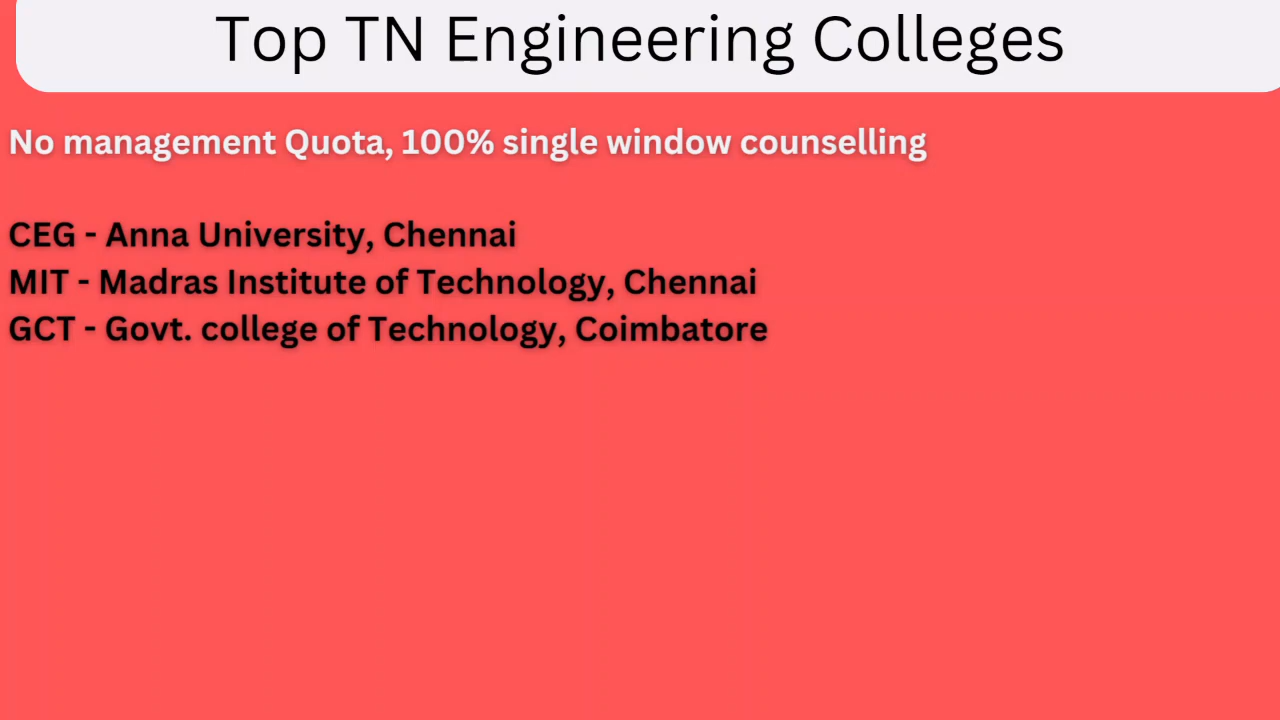 Top TN Engineering Colleges
No management Quota, 100% single window counselling
CEG - Anna University, Chennai
MIT - Madras Institute of Technology, Chennai
GCT - Govt. college of Technology, Coimbatore